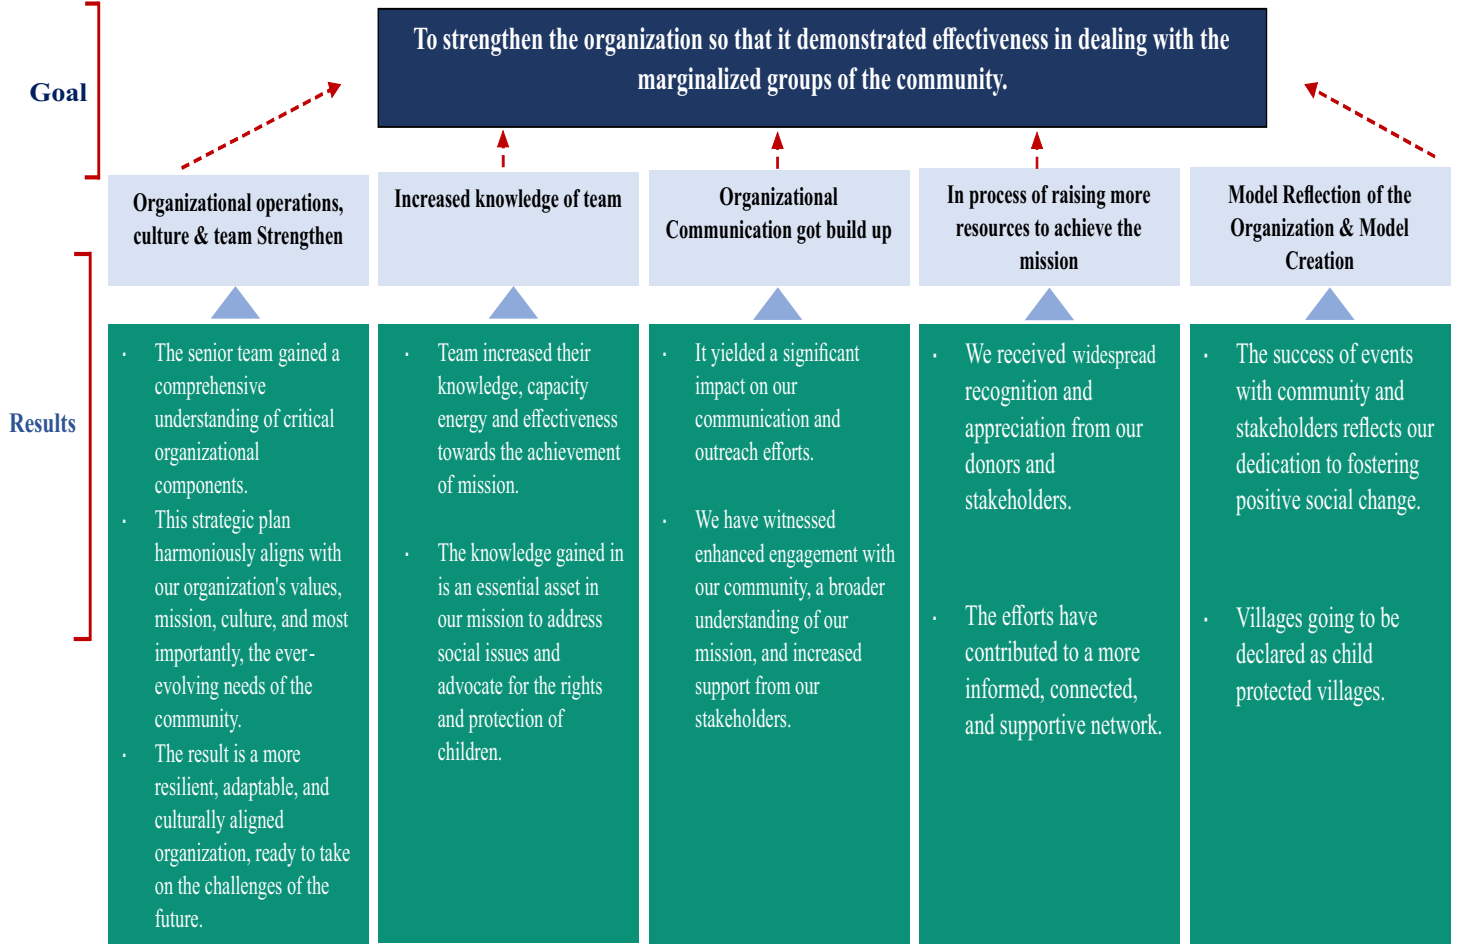 Goal
To strengthen the organization so that it demonstrated effectiveness in dealing with the
marginalized groups of the community.
Organizational operations,
culture & team Strengthen
Increased knowledge of team
Organizational
Communication got build up
In process of raising more
resources to achieve the
mission
Model Reflection of the
Organization & Model
Creation
Results
· The senior team gained a
comprehensive
understanding of critical
organizational
components.
· This strategic plan
harmoniously aligns with
our organization's values,
mission, culture, and most
importantly, the ever-
evolving needs of the
community.
· The result is a more
resilient, adaptable, and
culturally aligned
organization, ready to take
on the challenges of the
future.
· Team increased their
knowledge, capacity
energy and effectiveness
towards the achievement
of mission.
· The knowledge gained in
is an essential asset in
our mission to address
social issues and
advocate for the rights
and protection of
children.
· It yielded a significant
impact on our
communication and
outreach efforts.
· We have witnessed
enhanced engagement with
our community, a broader
understanding of our
mission, and increased
support from our
stakeholders.
· We received widespread
recognition and
appreciation from our
donors and
stakeholders.
· The efforts have
contributed to a more
informed, connected,
and supportive network.
· The success of events
with community and
stakeholders reflects our
dedication to fostering
positive social change.
· Villages going to be
declared as child
protected villages.